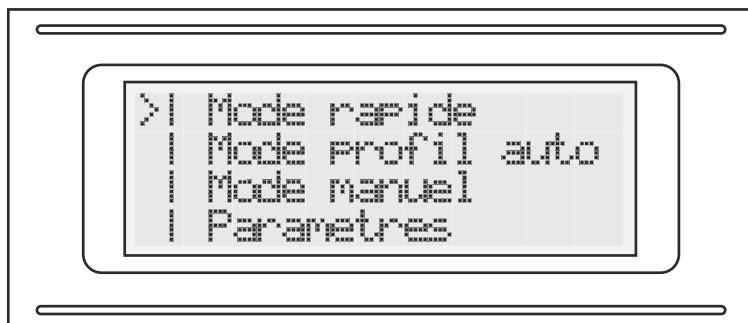 >| Mode rapide
| Mode profil auto
| Mode manuel
| Parametres